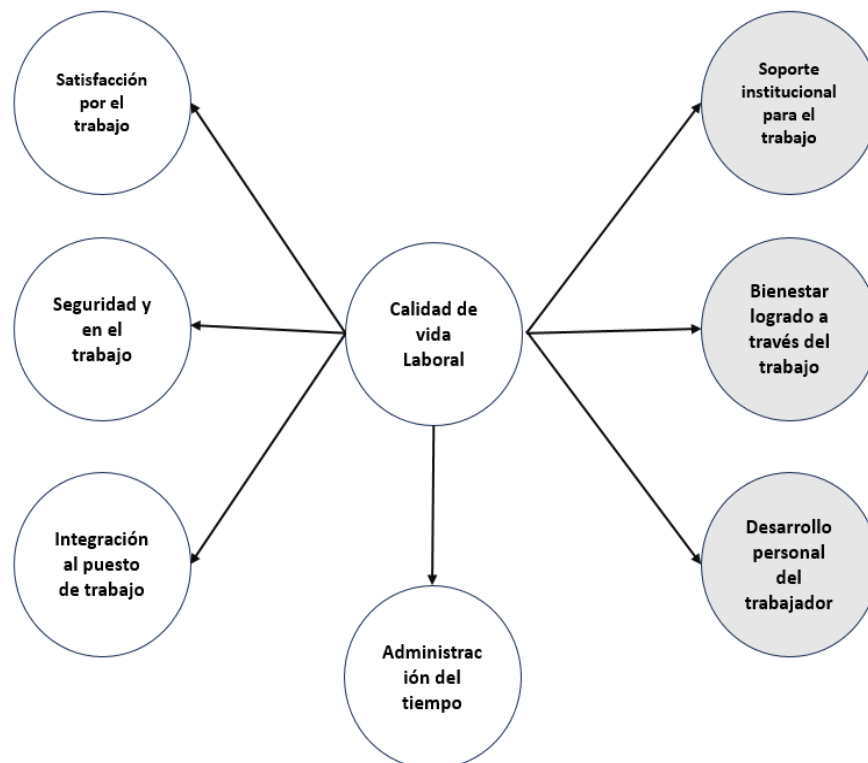 Satisfacción
por el
trabajo
Soporte
institucional
para el
trabajo
Seguridad y
en el
trabajo
Calidad de
vida
Laboral
Bienestar
logrado a
través del
trabajo
Integración
al puesto
de trabajo
Desarrollo
personal
del
trabajador
Administrac
ión del
tiempo